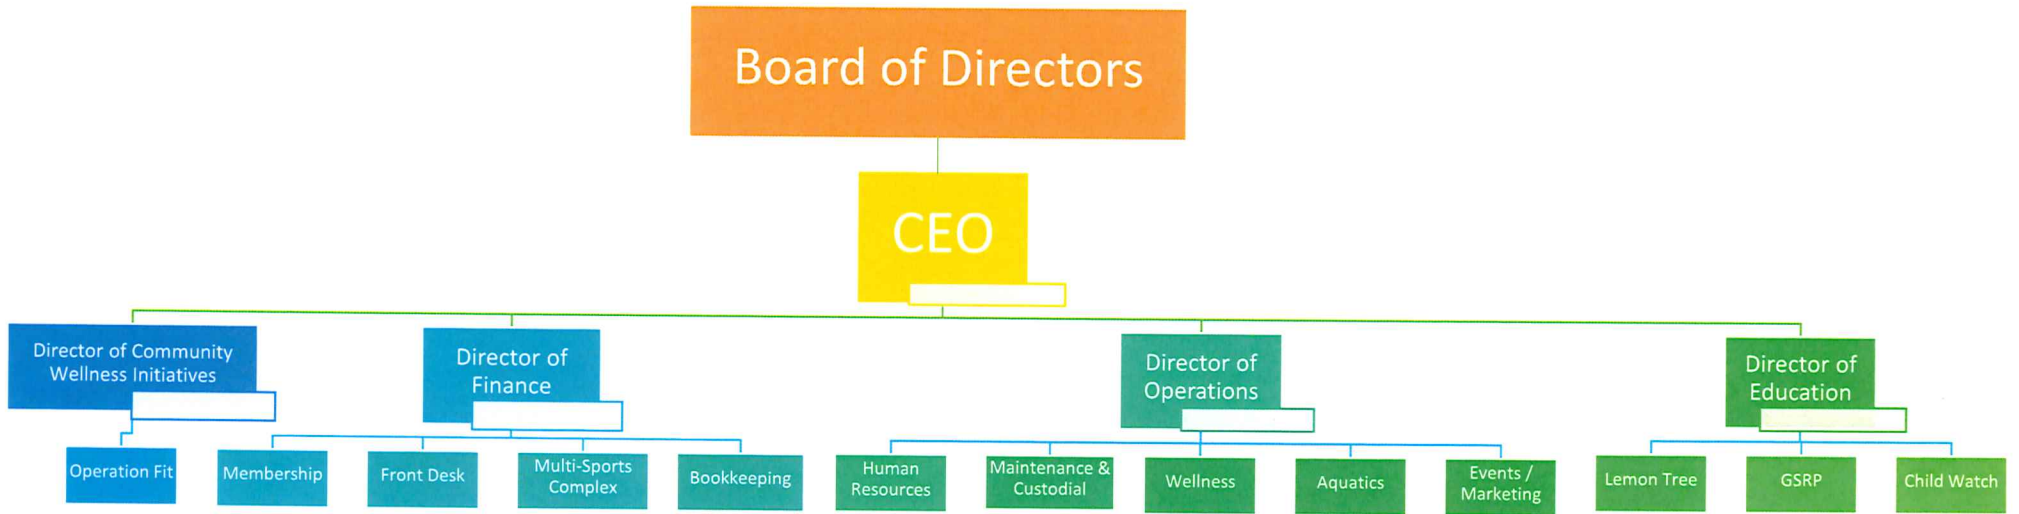 Board of Directors
CEO
Director of Community
Wellness Initiatives
Director of
Finance
Director of
Operations
Director of
Education
Operation Fit
Membership
Front Desk
Multi-Sports
Complex
Bookkeeping
Human
Resources
Maintenance &
Custodial
Wellness
Aquatics
Events /
Marketing
Lemon Tree
GSRP
Child Watch